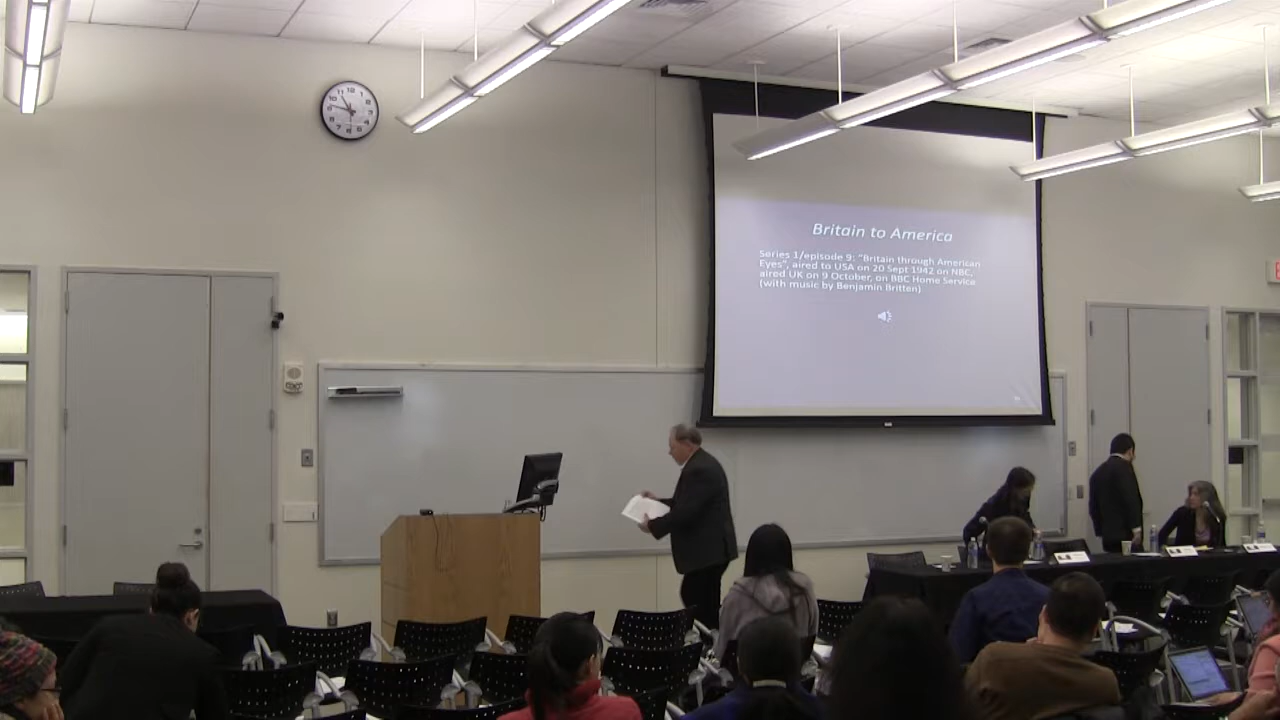 Britain to America
Series 1/episode 9: "Britain through American
Eyes", aired to USA on 20 Sept 1942 on NBC,
aired UK on 9 October, on BBC Home Service
(with music by Benjamin Britten)